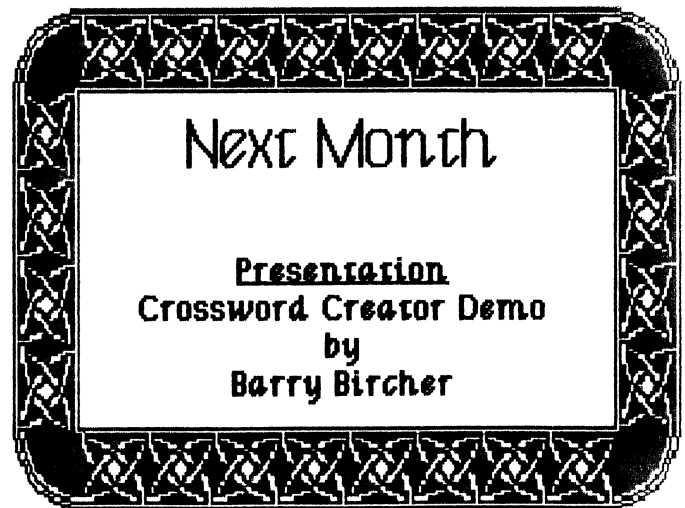 Next Month
Presentation
Crossword Creator Demo
by
Barry Bircher